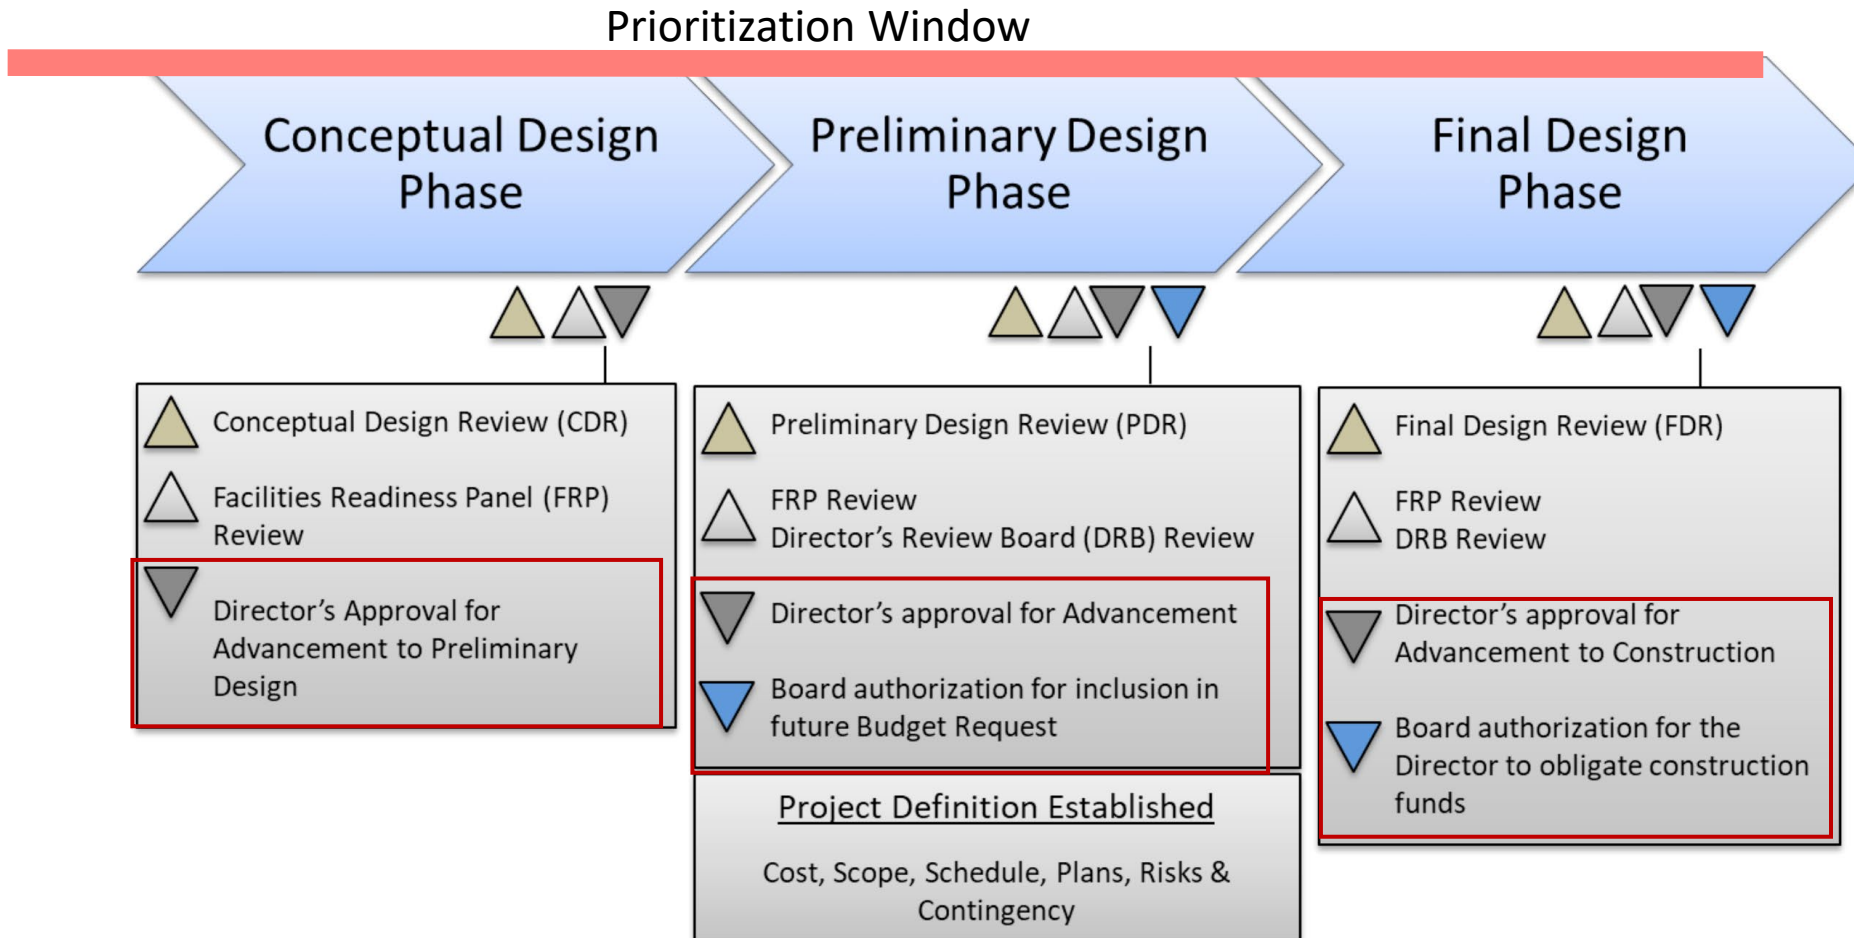 Prioritization Window
Conceptual Design
Phase
Preliminary Design
Phase
Final Design
Phase
Conceptual Design Review (CDR)
Facilities Readiness Panel (FRP)
Review
Director’s Approval for
Advancement to Preliminary
Design
Preliminary Design Review (PDR)
FRP Review
Director’s Review Board (DRB) Review
Director’s approval for Advancement
Board authorization for inclusion in
future Budget Request
Project Definition Established
Cost, Scope, Schedule, Plans, Risks &
Contingency
Final Design Review (FDR)
FRP Review
DRB Review
Director’s approval for
Advancement to Construction
Board authorization for the
Director to obligate construction
funds